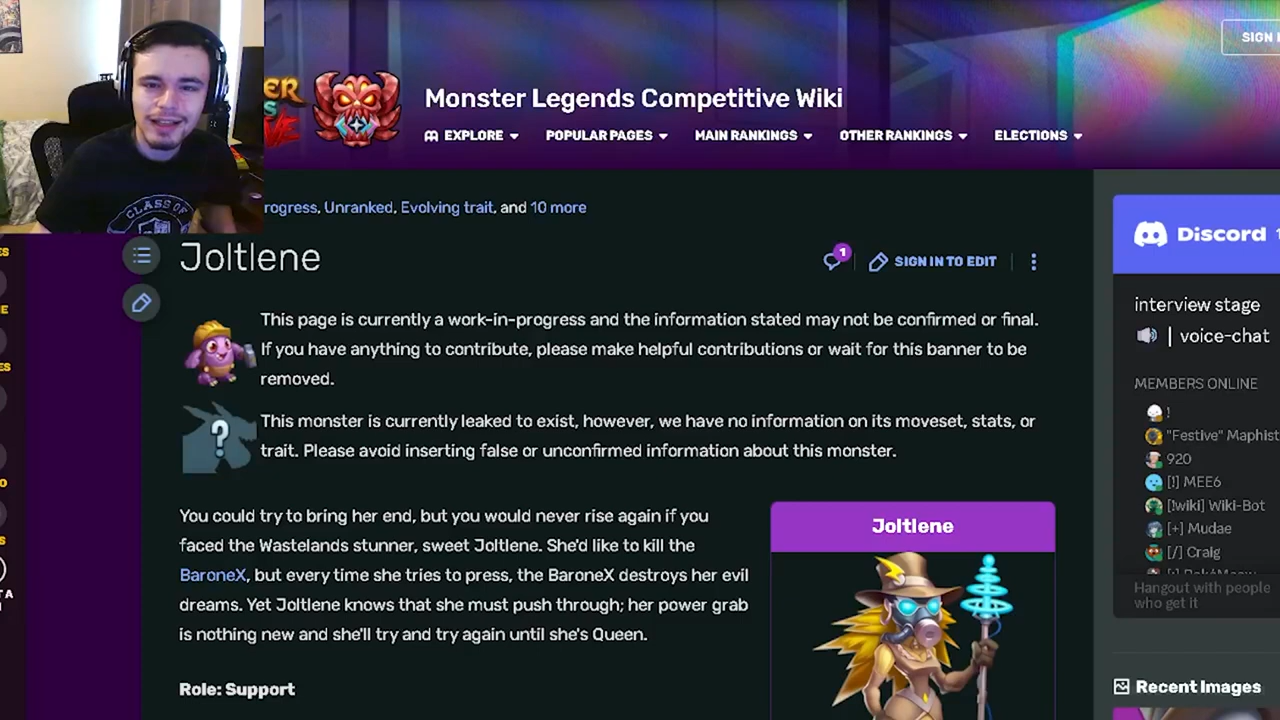 SIGN
Monster Legends Competitive Wiki
EXPLORE
POPULAR PAGES
MAIN RANKINGS
OTHER RANKINGS
ELECTIONS
rogress, Unranked, Evolving trait, and 10 more
Joltlene
1
SIGN IN TO EDIT
This page is currently a work-in-progress and the information stated may not be confirmed or final.
If you have anything to contribute, please make helpful contributions or wait for this banner to be
removed.
This monster is currently leaked to exist, however, we have no information on its moveset, stats, or
trait. Please avoid inserting false or unconfirmed information about this monster.
You could try to bring her end, but you would never rise again if you
faced the Wastelands stunner, sweet Joltlene. She'd like to kill the
BaroneX, but every time she tries to press, the BaroneX destroys her evil
dreams. Yet Joltlene knows that she must push through; her power grab
is nothing new and she'll try and try again until she's Queen.
Role: Support
Joltlene
CLASS OF
Discord
interview stage
| voice-chat
MEMBERS ONLINE
!
"Festive" Maphist
920
[!] MEE6
[!wiki] Wiki-Bot
[+] Mudae
[/] Craig
Hangout with people
who get it
Recent Images